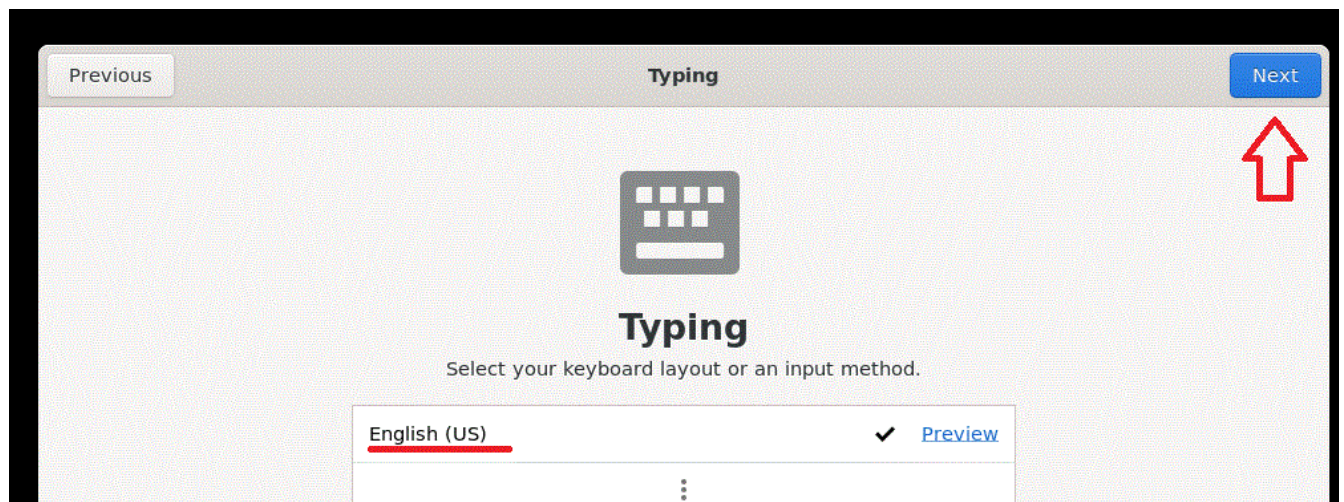 Previous Typing Next
Typing
Select your keyboard layout or an input method.
English (US) Preview